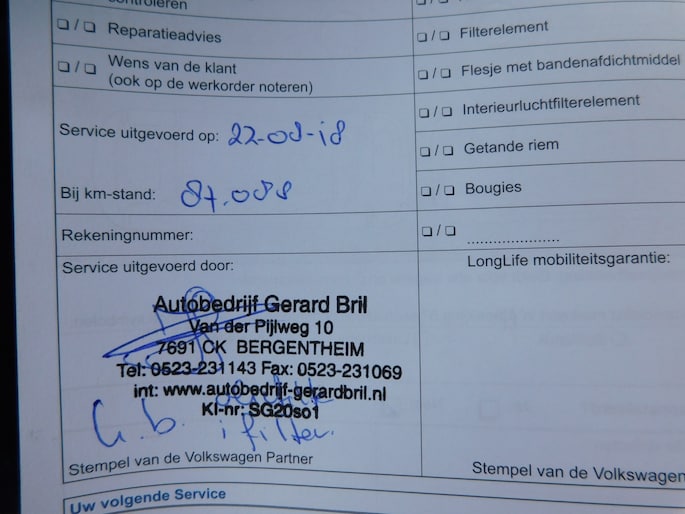 controleren
☐ / ☐ Reparatieadvies
☐ / ☐ Wens van de klant
(ook op de werkorder noteren)
Service uitgevoerd op: 22-08-18
Bij km-stand: 87.088
Rekeningnummer:
Service uitgevoerd door:
Autobedrijf Gerard Bril
Van der Pijlweg 10
7691 CK BERGENTHEIM
Tel: 0523-231143 Fax: 0523-231069
int: www.autobedrijf-gerardbril.nl
KI-nr: SG20so1
i filter.
Stempel van de Volkswagen Partner
Uw volgende Service
☐ / ☐ Filterelement
☐ / ☐ Flesje met bandenafdichtmiddel
☐ / ☐ Interieurluchtfilterelement
☐ / ☐ Getande riem
☐ / ☐ Bougies
☐ / ☐ ......................
LongLife mobiliteitsgarantie:
Stempel van de Volkswagen